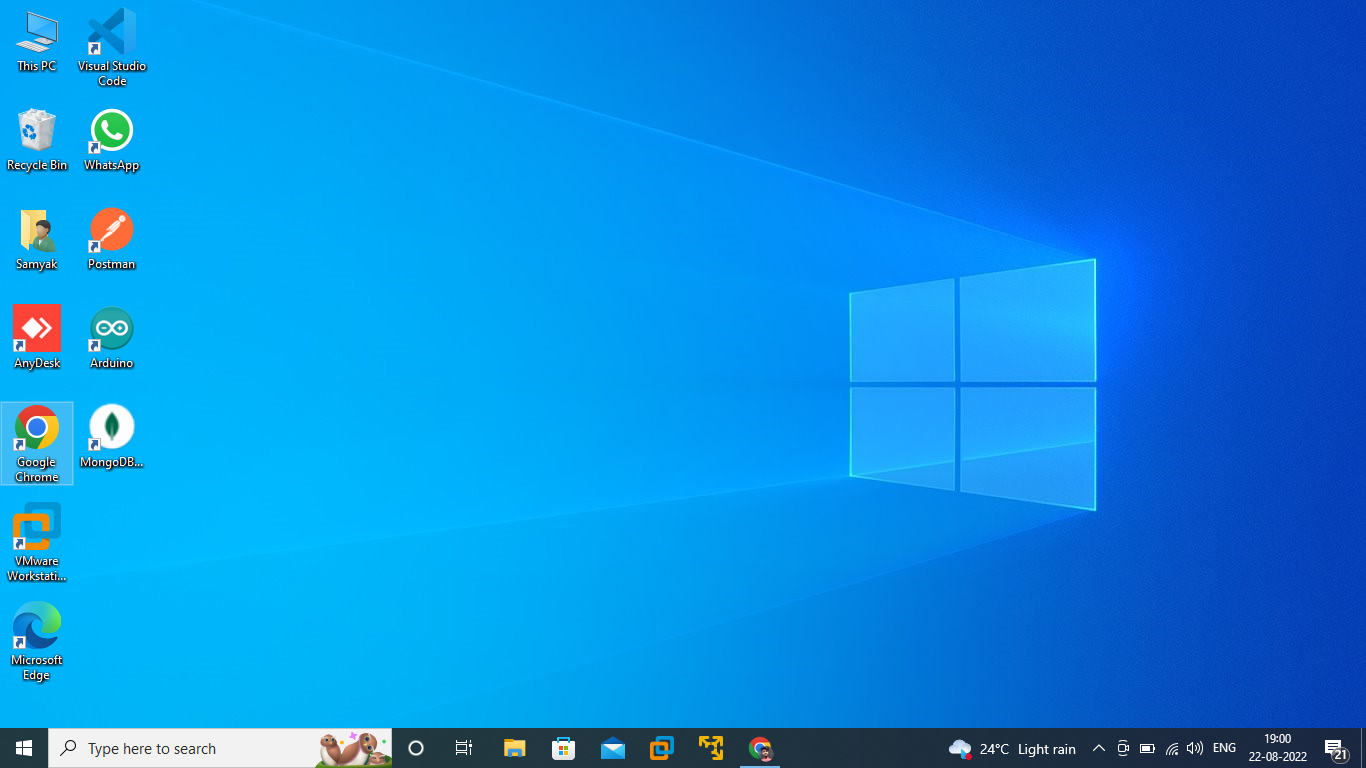 This PC
Visual Studio
Code
Recycle Bin
WhatsApp
Samyak
Postman
AnyDesk
Arduino
Google
Chrome
MongoDB...
VMware
Workstati...
Microsoft
Edge
Type here to search
24°C Light rain
ENG
19:00
22-08-2022
21